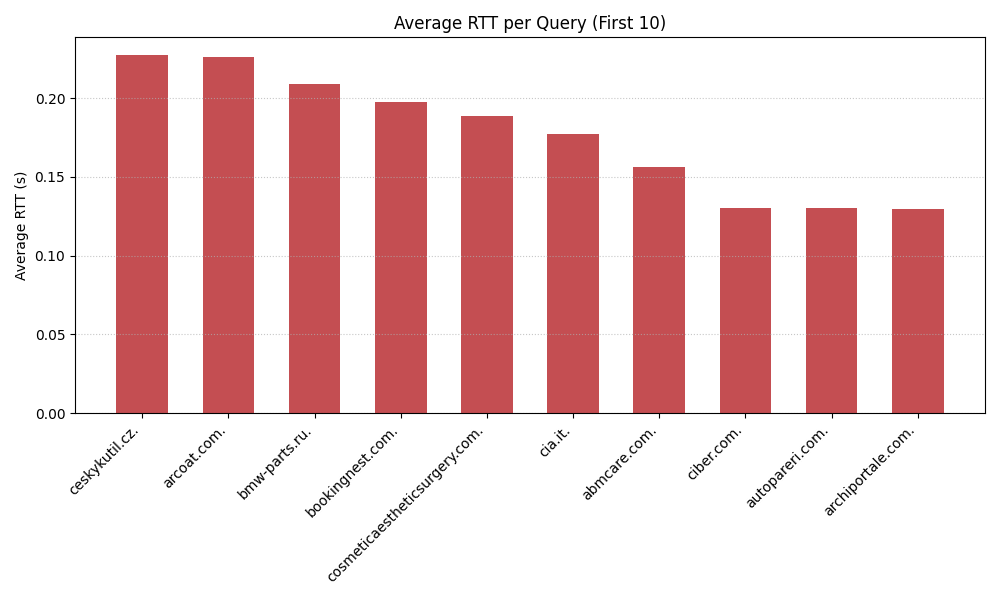 Average RTT per Query (First 10)
Average RTT (s)
0.20
0.15
0.10
0.05
0.00
ceskykutil.cz.
arcoat.com.
bmw-parts.ru.
bookingnest.com.
cosmeticaestheticsurgery.com.
cia.it.
abmcare.com.
ciber.com.
autopareri.com.
archiportale.com.